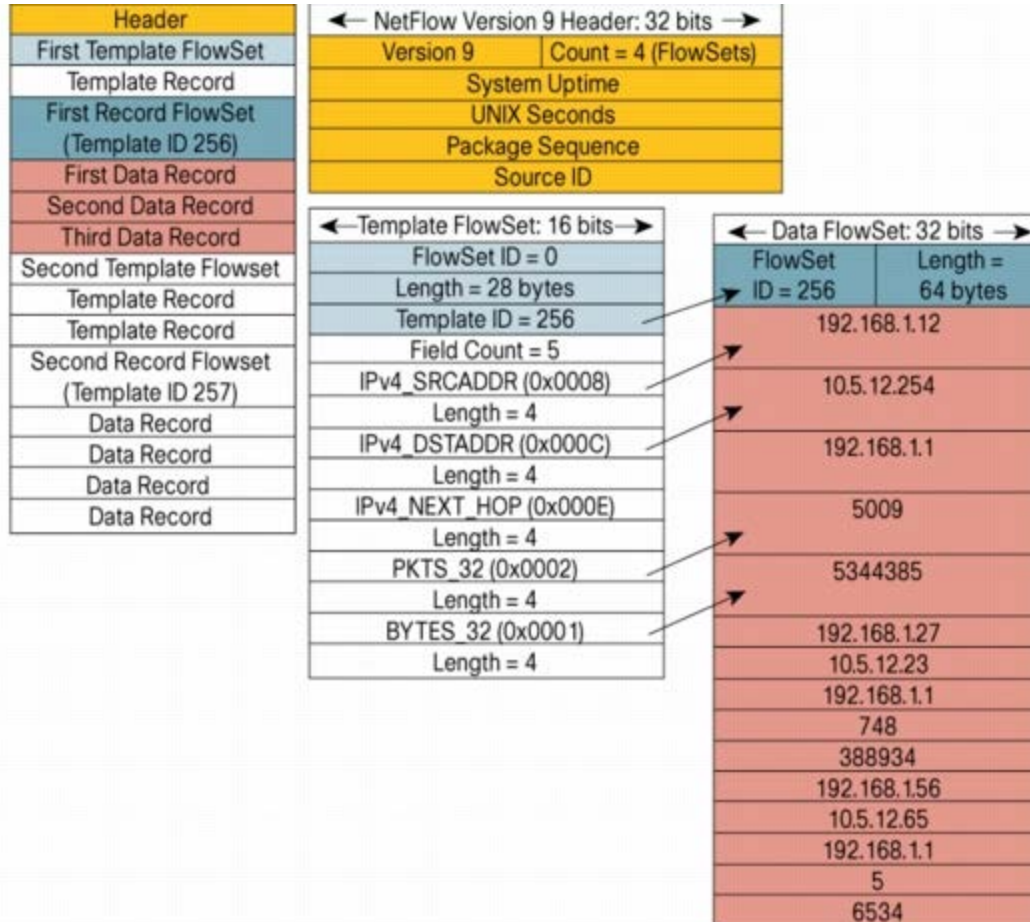 Header
First Template FlowSet
Template Record
First Record FlowSet
(Template ID 256)
First Data Record
Second Data Record
Third Data Record
Second Template Flowset
Template Record
Template Record
Second Record Flowset
(Template ID 257)
Data Record
Data Record
Data Record
Data Record
NetFlow Version 9 Header: 32 bits
Version 9 Count = 4 (FlowSets)
System Uptime
UNIX Seconds
Package Sequence
Source ID
Template FlowSet: 16 bits
FlowSet ID = 0
Length = 28 bytes
Template ID = 256
Field Count = 5
IPv4_SRCADDR (0x0008)
Length = 4
IPv4_DSTADDR (0x000C)
Length = 4
IPv4_NEXT_HOP (0x000E)
Length = 4
PKTS_32 (0x0002)
Length = 4
BYTES_32 (0x0001)
Length = 4
Data FlowSet: 32 bits
FlowSet Length =
ID = 256 64 bytes
192.168.1.12
10.5.12.254
192.168.1.1
5009
5344385
192.168.1.27
10.5.12.23
192.168.1.1
748
388934
192.168.1.56
10.5.12.65
192.168.1.1
5
6534